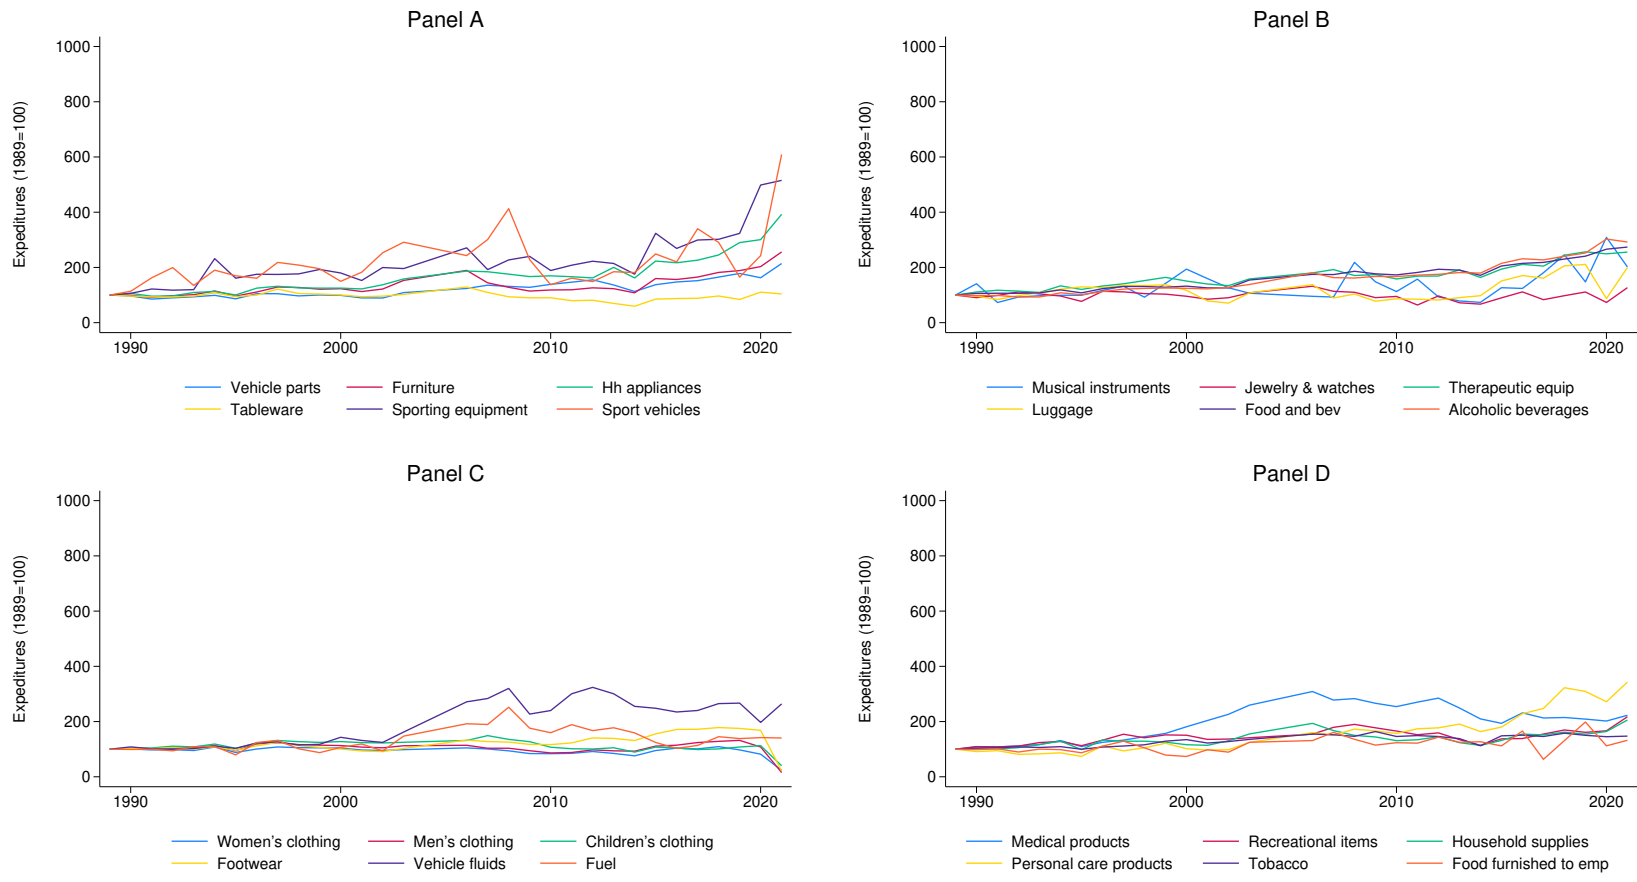 Panel A
Expeditures (1989=100)
1000
800
600
400
200
0
1990 2000 2010 2020
Vehicle parts Furniture Hh appliances
Tableware Sporting equipment Sport vehicles
Panel B
Expeditures (1989=100)
1000
800
600
400
200
0
1990 2000 2010 2020
Musical instruments Jewelry & watches Therapeutic equip
Luggage Food and bev Alcoholic beverages
Panel C
Expeditures (1989=100)
1000
800
600
400
200
0
1990 2000 2010 2020
Women's clothing Men's clothing Children's clothing
Footwear Vehicle fluids Fuel
Panel D
Expeditures (1989=100)
1000
800
600
400
200
0
1990 2000 2010 2020
Medical products Recreational items Household supplies
Personal care products Tobacco Food furnished to emp